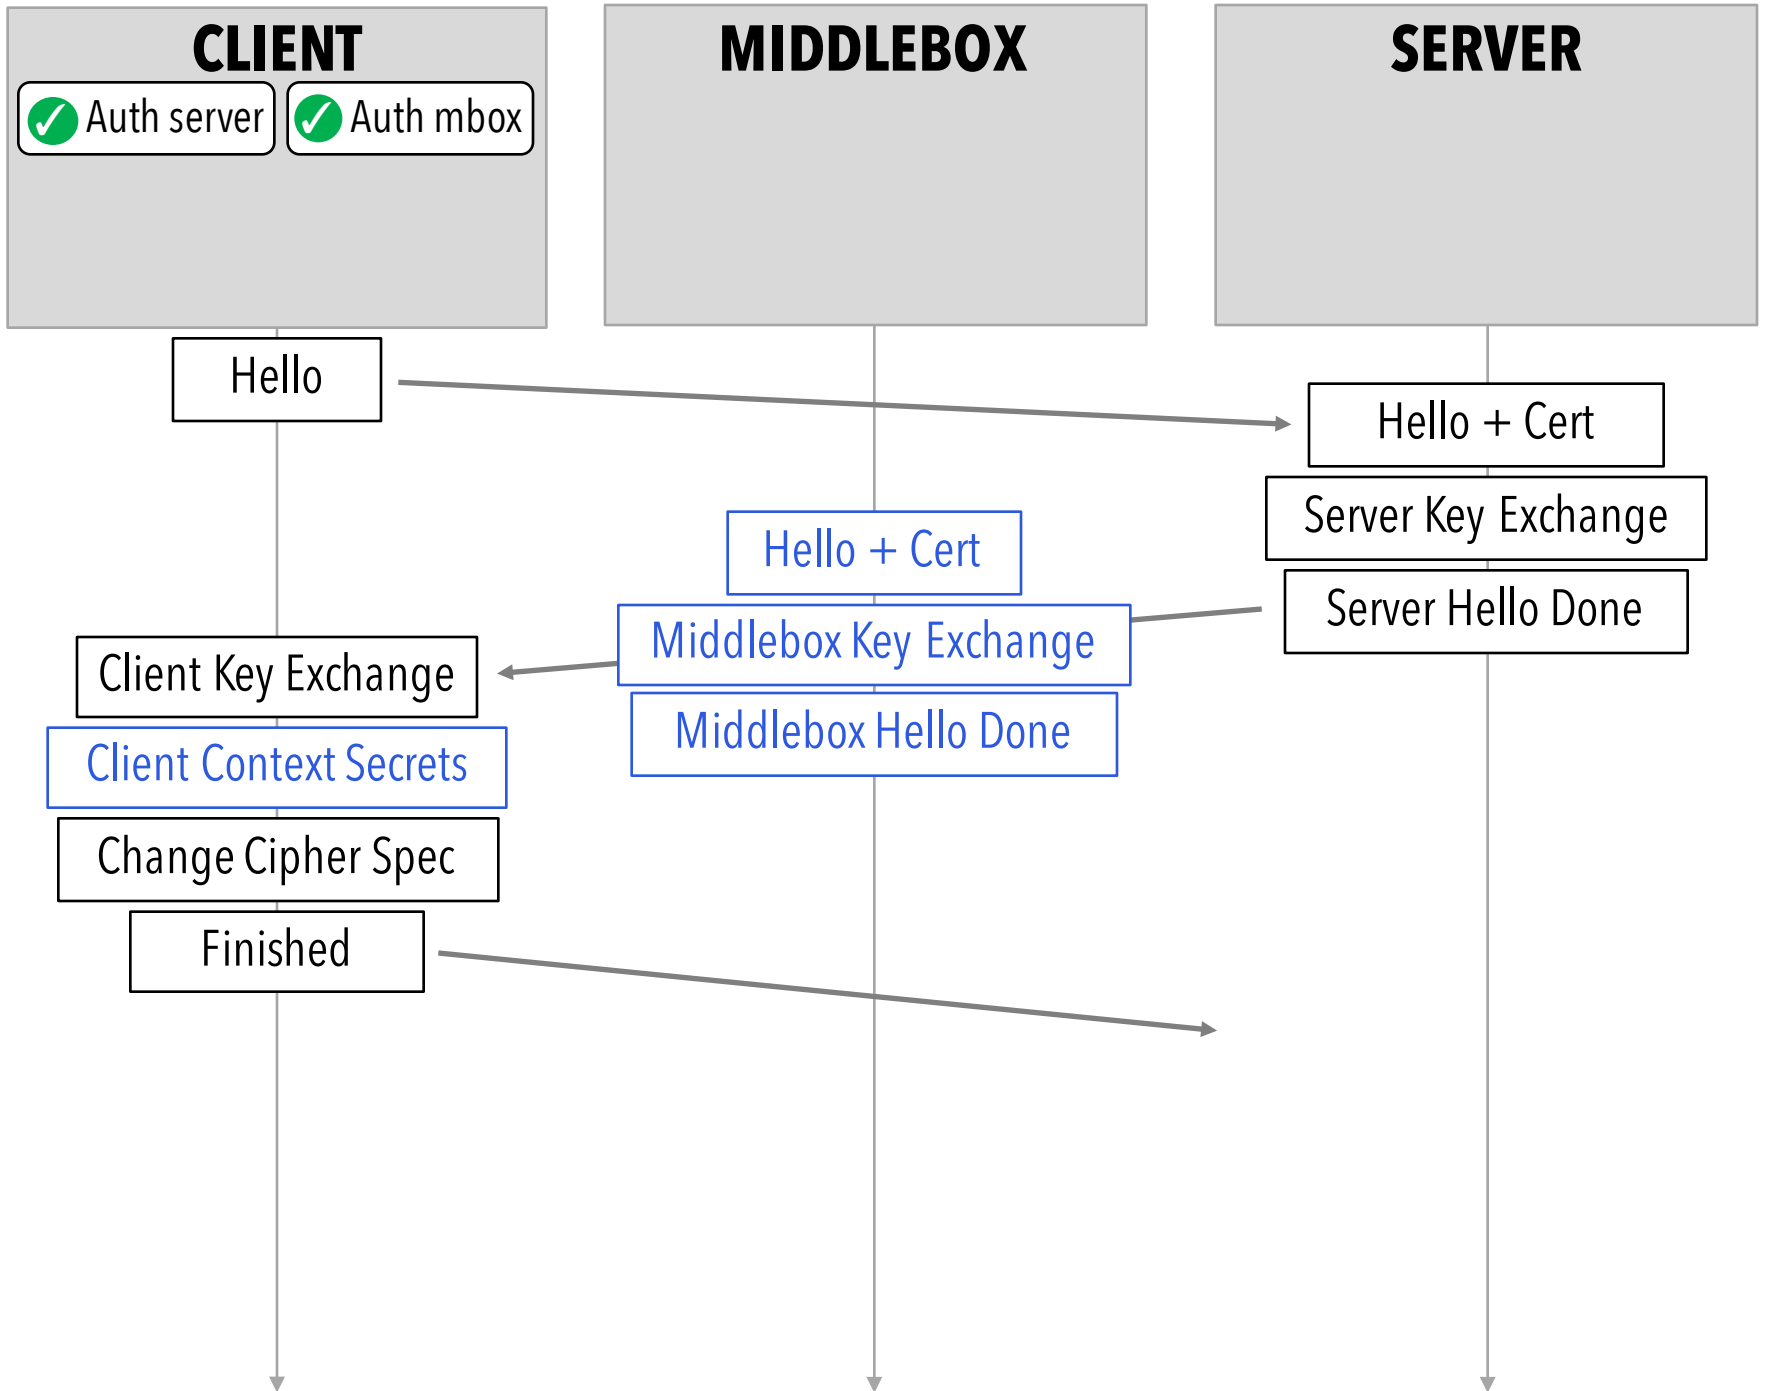 CLIENT
Auth server
Auth mbox
MIDDLEBOX
SERVER
Hello
Hello + Cert
Server Key Exchange
Server Hello Done
Hello + Cert
Middlebox Key Exchange
Middlebox Hello Done
Client Key Exchange
Client Context Secrets
Change Cipher Spec
Finished